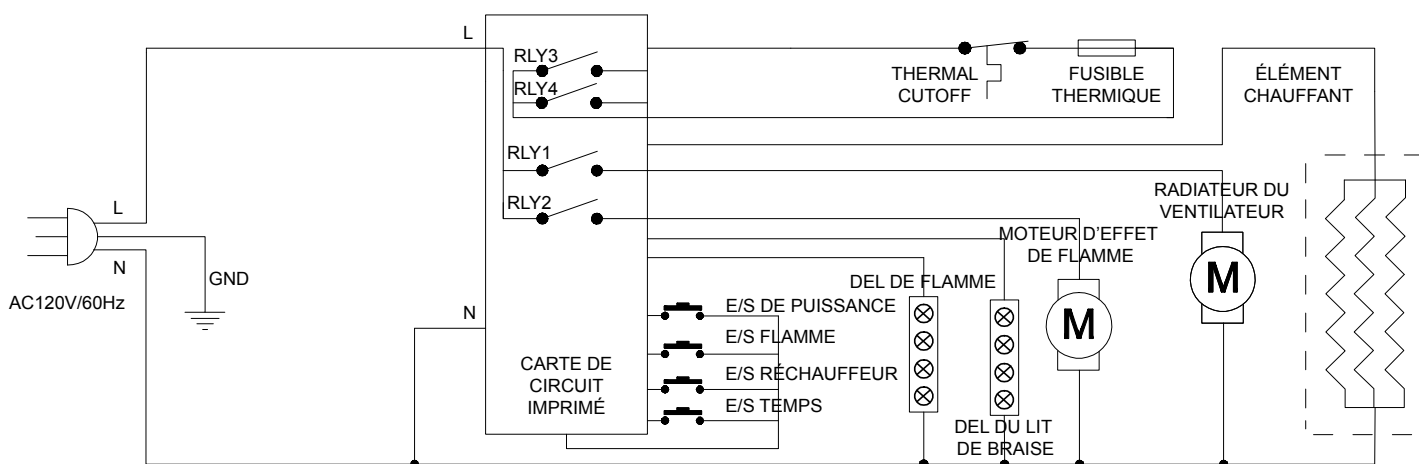 L
RLY3
RLY4
THERMAL
CUTOFF
FUSIBLE
THERMIQUE
ÉLÉMENT
CHAUFFANT
RLY1
RLY2
RADIATEUR DU
VENTILATEUR
L
N
GND
AC120V/60Hz
MOTEUR D'EFFET
DE FLAMME
M
M
DEL DE FLAMME
N
E/S DE PUISSANCE
E/S FLAMME
E/S RÉCHAUFFEUR
E/S TEMPS
CARTE DE
CIRCUIT
IMPRIMÉ
DEL DU LIT
DE BRAISE